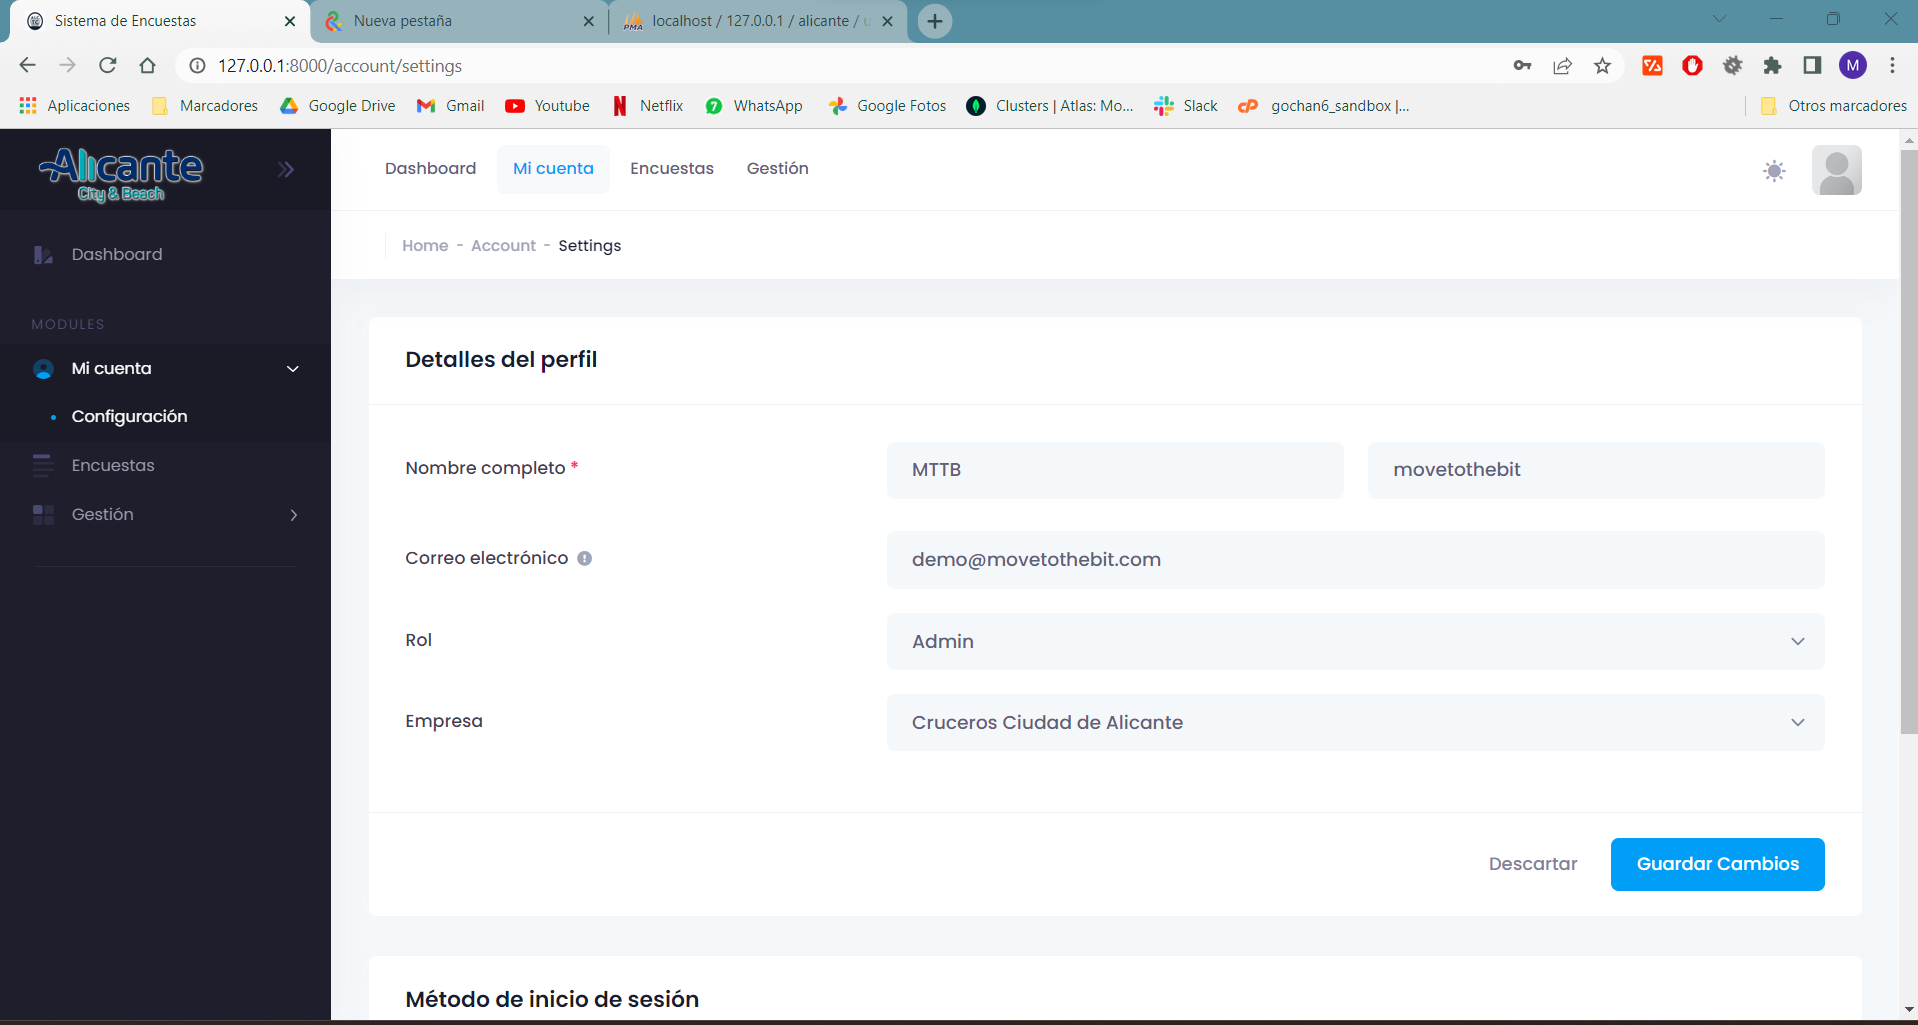 Sistema de Encuestas
Nueva pestaña
PMA localhost / 127.0.0.1 / alicante / u
127.0.0.1:8000/account/settings
M
Aplicaciones Marcadores Google Drive Gmail Youtube Netflix WhatsApp Google Fotos Clusters | Atlas: Mo... Slack gochan6_sandbox |... Otros marcadores
Alicante
City & Beach
Dashboard Mi cuenta Encuestas Gestión
Home - Account - Settings
Dashboard
MODULES
Mi cuenta
Configuración
Encuestas
Gestión
Detalles del perfil
Nombre completo * MTTB movetothebit
Correo electrónico demo@movetothebit.com
Rol Admin
Empresa Cruceros Ciudad de Alicante
Descartar Guardar Cambios
Método de inicio de sesión